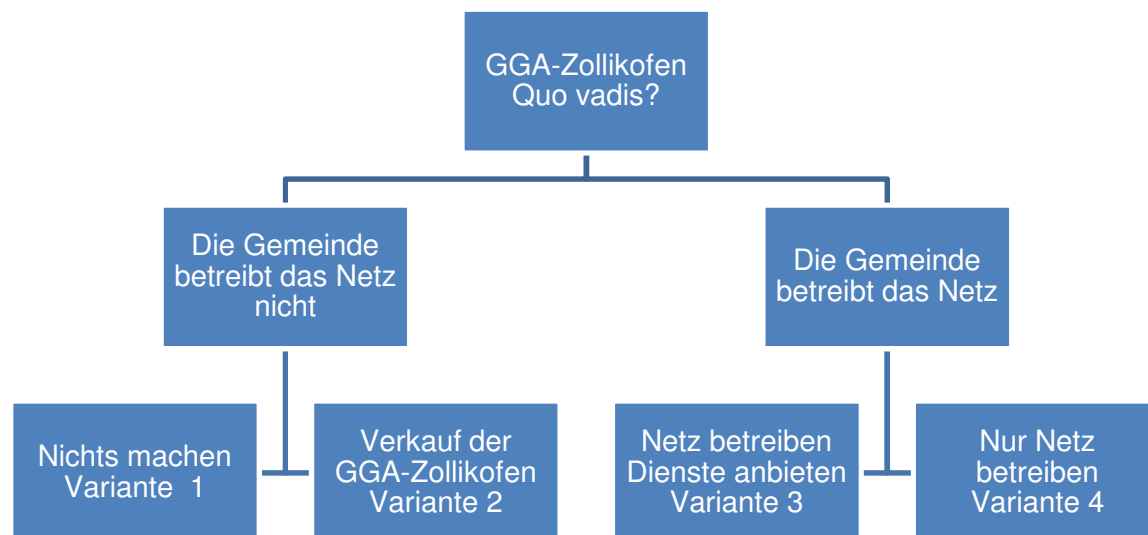 GGA-Zollikofen
Quo vadis?
Die Gemeinde
betreibt das Netz
nicht
Die Gemeinde
betreibt das Netz
Nichts machen
Variante 1
Verkauf der
GGA-Zollikofen
Variante 2
Netz betreiben
Dienste anbieten
Variante 3
Nur Netz
betreiben
Variante 4